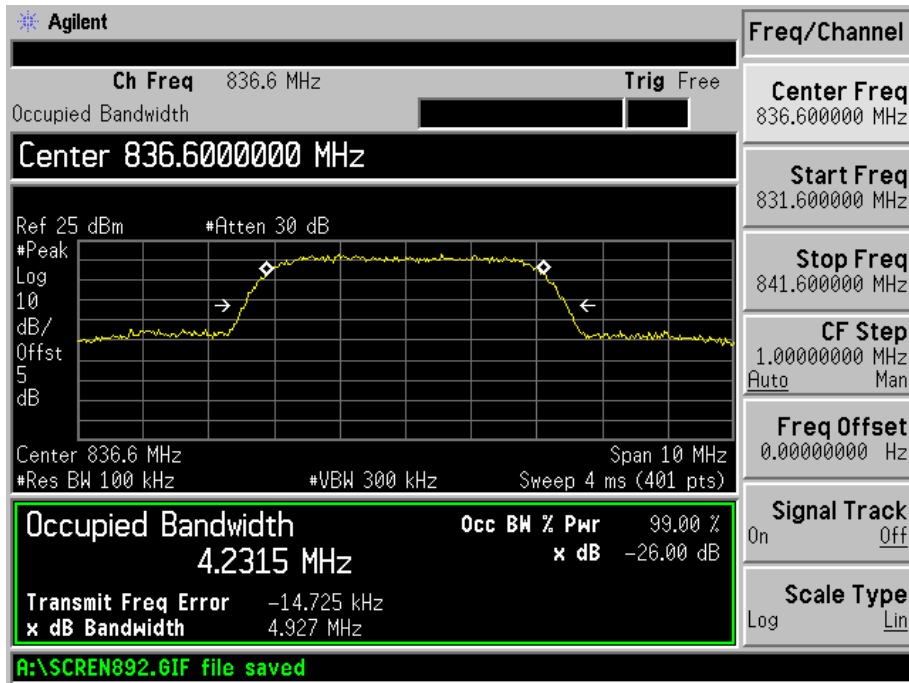 Agilent
Freq/Channel
Ch Freq 836.6 MHz Trig Free
Occupied Bandwidth
Center 836.6000000 MHz
Ref 25 dBm #Atten 30 dB
#Peak
Log
10
dB/
Offst
5
dB
Center 836.6 MHz Span 10 MHz
#Res BW 100 kHz #VBW 300 kHz Sweep 4 ms (401 pts)
Occupied Bandwidth
4.2315 MHz
Occ BW % Pwr 99.00 %
x dB -26.00 dB
Transmit Freq Error -14.725 kHz
x dB Bandwidth 4.927 MHz
A:\SCREN892.GIF file saved
Center Freq
836.600000 MHz
Start Freq
831.600000 MHz
Stop Freq
841.600000 MHz
CF Step
1.00000000 MHz
Auto Man
Freq Offset
0.00000000 Hz
Signal Track
On Off
Scale Type
Log Lin